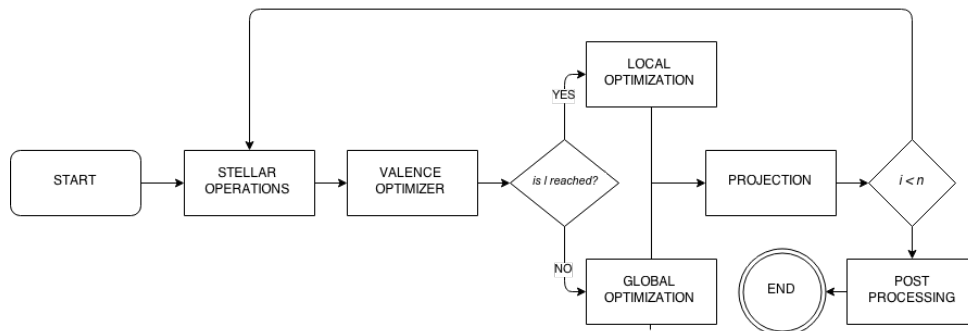 START
STELLAR
OPERATIONS
VALENCE
OPTIMIZER
is l reached?
YES
LOCAL
OPTIMIZATION
NO
GLOBAL
OPTIMIZATION
PROJECTION
i < n
POST
PROCESSING
END